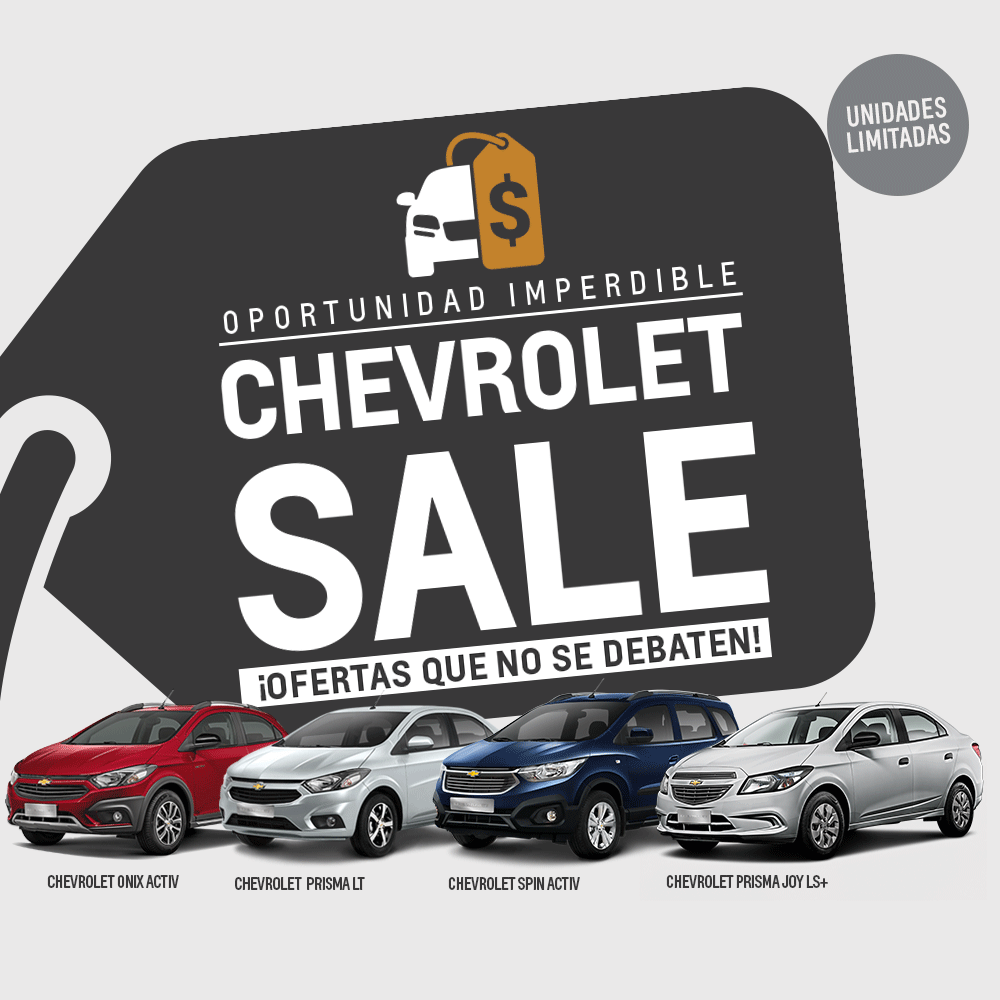 UNIDADES
LIMITADAS
$
OPORTUNIDAD IMPERDIBLE
CHEVROLET
SALE
¡OFERTAS QUE NO SE DEBATEN!
CHEVROLET ONIX ACTIV
CHEVROLET PRISMA LT
CHEVROLET SPIN ACTIV
CHEVROLET PRISMA JOY LS+